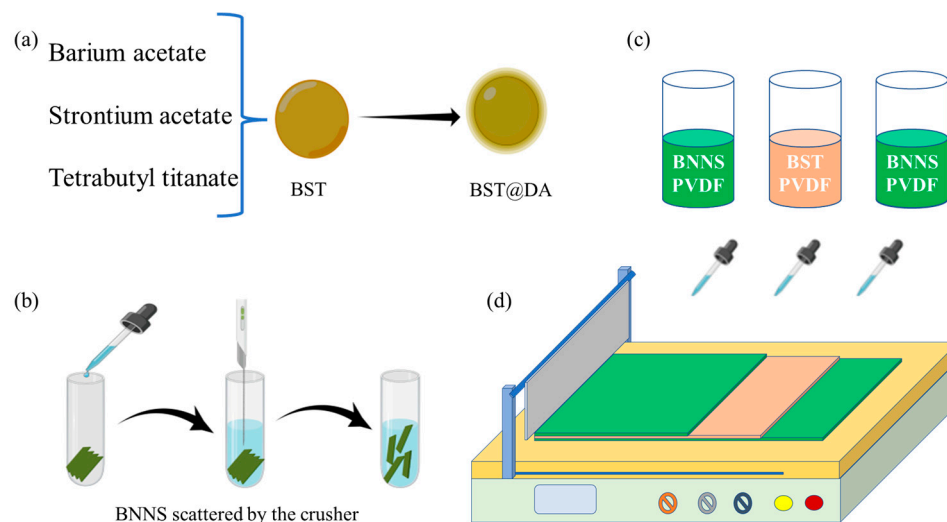 (a)
Barium acetate
Strontium acetate
Tetrabutyl titanate
BST
BST@DA
(b)
BNNS scattered by the crusher
(c)
BNNS
PVDF
BST
PVDF
BNNS
PVDF
(d)